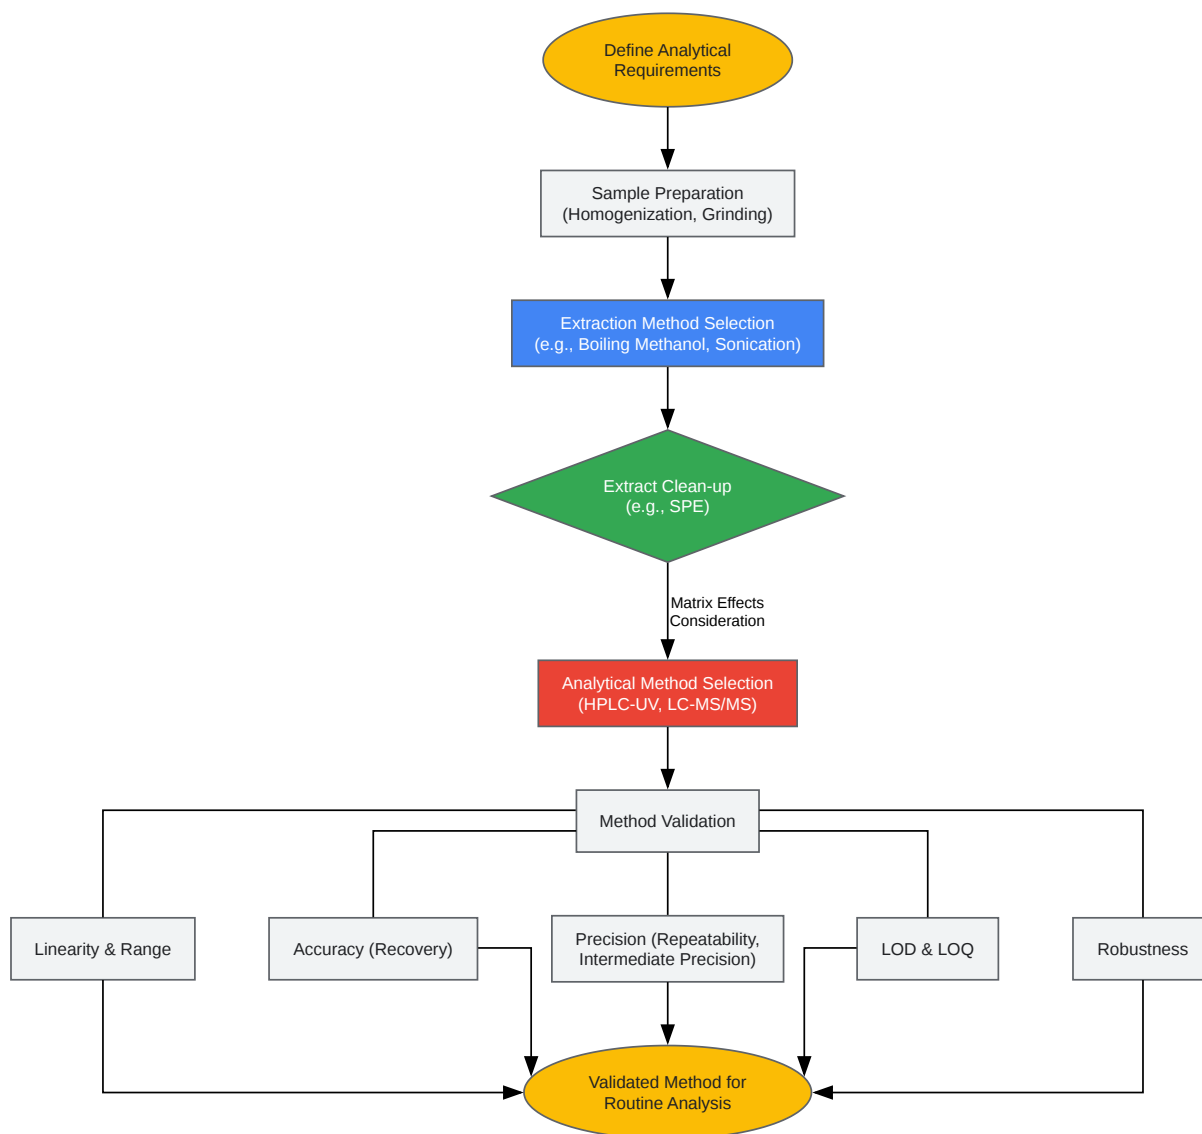 Define Analytical
Requirements
Sample Preparation
(Homogenization, Grinding)
Extraction Method Selection
(e.g., Boiling Methanol, Sonication)
Extract Clean-up
(e.g., SPE)
Matrix Effects
Consideration
Analytical Method Selection
(HPLC-UV, LC-MS/MS)
Method Validation
Linearity & Range
Accuracy (Recovery)
Precision (Repeatability,
Intermediate Precision)
LOD & LOQ
Robustness
Validated Method for
Routine Analysis